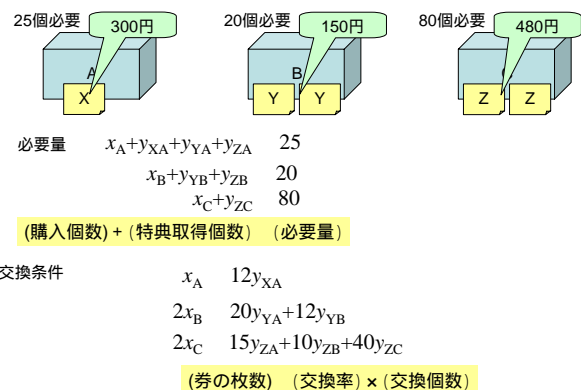 25個必要 300円
20個必要 150円
80個必要 480円
A
B
X
Y Y
Z Z
必要量 xA+yXA+yYA+yZA 25
xB+yYB+yZB 20
xC+yZC 80
(購入個数) + (特典取得個数) (必要量)
交換条件 xA 12yXA
2xB 20yYA+12yYB
2xC 15yZA+10yZB+40yZC
(券の枚数) (交換率) × (交換個数)